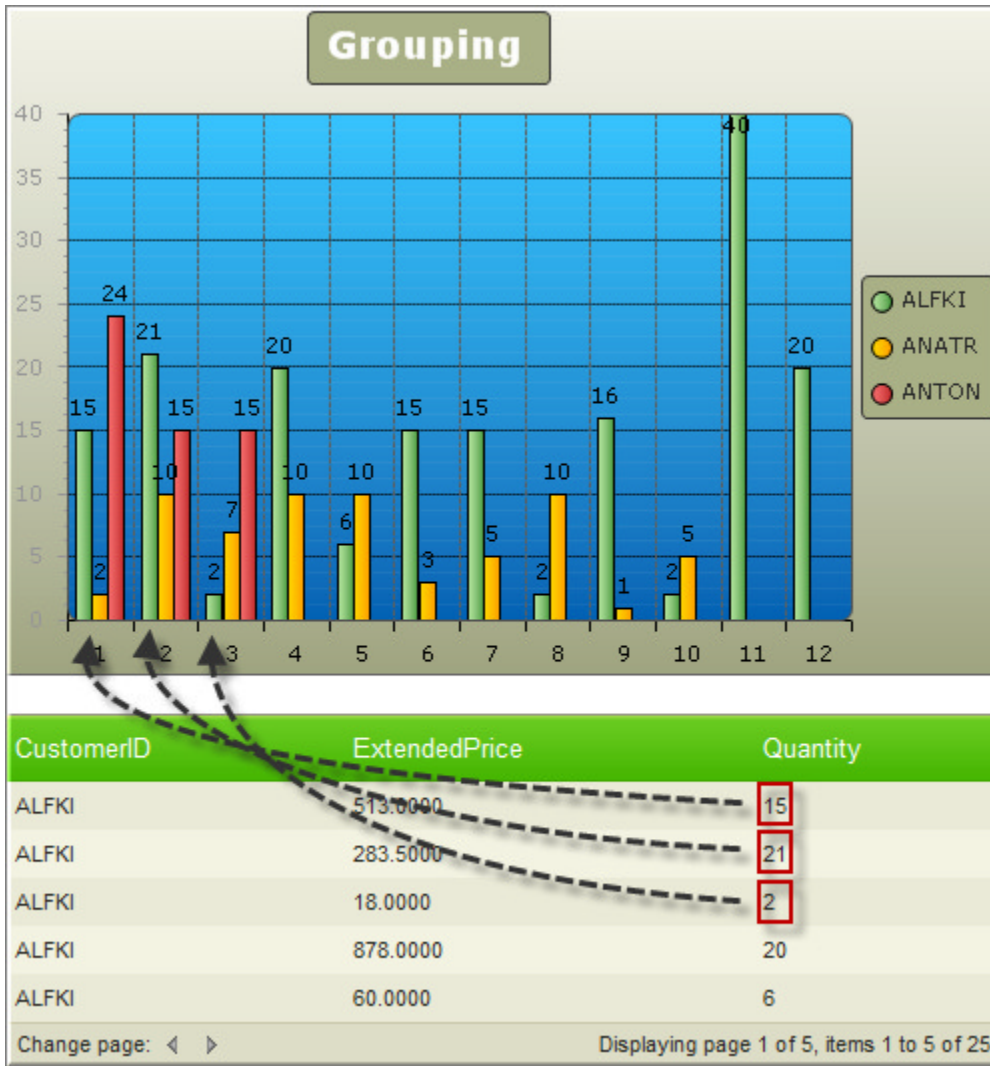 Grouping
40
35
30
25
20
15
10
5
0
15 2 24
21 10 15
2 7 15
20 10
6 10
15 3
15 5
2 10
16 1
2 5
40
20
1 2 3 4 5 6 7 8 9 10 11 12
ALFKI
ANATR
ANTON
CustomerID ExtendedPrice Quantity
ALFKI 513.0000 15
ALFKI 283.5000 21
ALFKI 18.0000 2
ALFKI 878.0000 20
ALFKI 60.0000 6
Change page: Displaying page 1 of 5, items 1 to 5 of 25